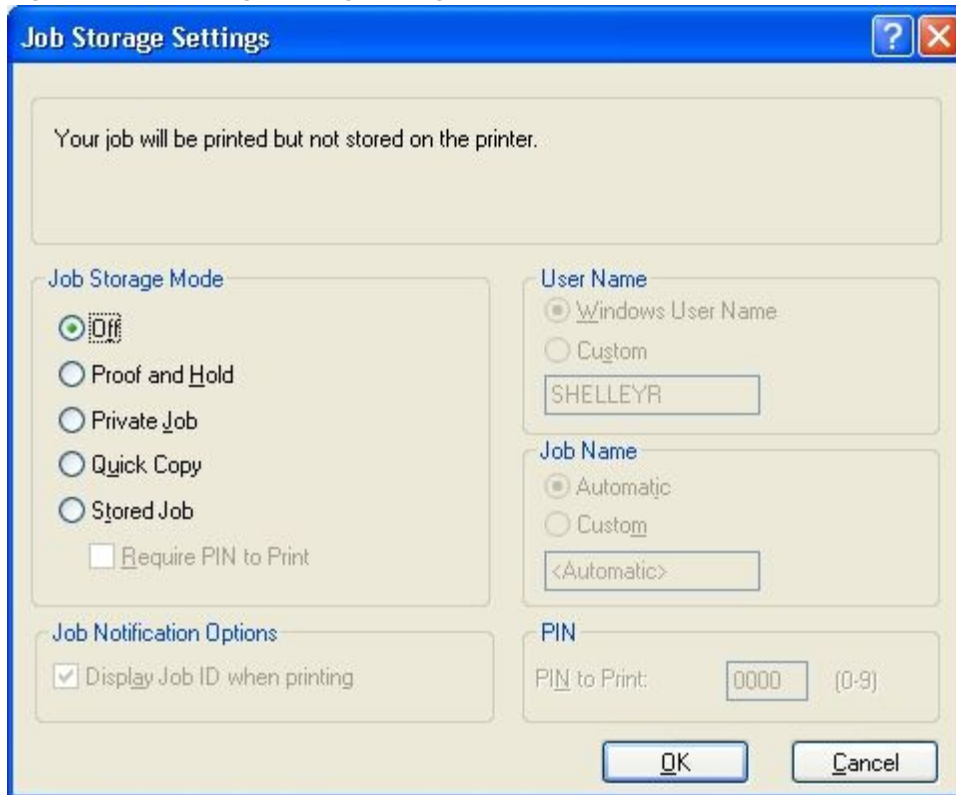 Job Storage Settings
Your job will be printed but not stored on the printer.
Job Storage Mode
Off
Proof and Hold
Private Job
Quick Copy
Stored Job
Require PIN to Print
User Name
Windows User Name
Custom
SHELLEYR
Job Name
Automatic
Custom
<Automatic>
Job Notification Options
Display Job ID when printing
PIN
PIN to Print: 0000 (0-9)
OK
Cancel